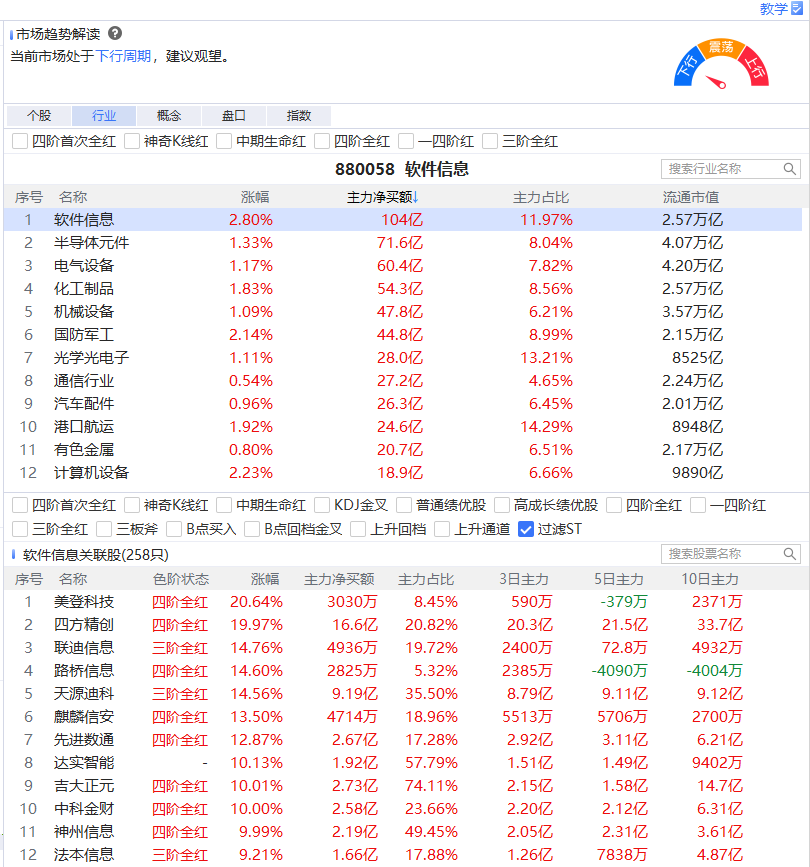 教学
市场趋势解读 ?
当前市场处于下行周期，建议观望。
下行 震荡 上行
个股 行业 概念 盘口 指数
四阶首次全红 神奇K线红 中期生命红 四阶全红 一四阶红 三阶全红
880058 软件信息 搜索行业名称
序号 名称 涨幅 主力净买额↓ 主力占比 流通市值
1 软件信息 2.80% 104亿 11.97% 2.57万亿
2 半导体元件 1.33% 71.6亿 8.04% 4.07万亿
3 电气设备 1.17% 60.4亿 7.82% 4.20万亿
4 化工制品 1.83% 54.3亿 8.56% 2.57万亿
5 机械设备 1.09% 47.8亿 6.21% 3.57万亿
6 国防军工 2.14% 44.8亿 8.99% 2.15万亿
7 光学光电子 1.11% 28.0亿 13.21% 8525亿
8 通信行业 0.54% 27.2亿 4.65% 2.24万亿
9 汽车配件 0.96% 26.3亿 6.45% 2.01万亿
10 港口航运 1.92% 24.6亿 14.29% 8948亿
11 有色金属 0.80% 20.7亿 6.51% 2.17万亿
12 计算机设备 2.23% 18.9亿 6.66% 9890亿
四阶首次全红 神奇K线红 中期生命红 KDJ金叉 普通绩优股 高成长绩优股 四阶全红 一四阶红
三阶全红 三板斧 B点买入 B点回档金叉 上升回档 上升通道 过滤ST
软件信息关联股(258只) 搜索股票名称
序号 名称 色阶状态 涨幅 主力净买额 主力占比 3日主力 5日主力 10日主力
1 美登科技 四阶全红 20.64% 3030万 8.45% 590万 -379万 2371万
2 四方精创 四阶全红 19.97% 16.6亿 20.82% 20.3亿 21.5亿 33.7亿
3 联迪信息 三阶全红 14.76% 4936万 19.72% 2400万 72.8万 4932万
4 路桥信息 四阶全红 14.60% 2825万 5.32% 2385万 -4090万 -4004万
5 天源迪科 三阶全红 14.56% 9.19亿 35.50% 8.79亿 9.11亿 9.12亿
6 麒麟信安 四阶全红 13.50% 4714万 18.96% 5513万 5706万 2700万
7 先进数通 四阶全红 12.87% 2.67亿 17.28% 2.92亿 3.11亿 6.21亿
8 达实智能 - 10.13% 1.92亿 57.79% 1.51亿 1.49亿 9402万
9 吉大正元 四阶全红 10.01% 2.73亿 74.11% 2.15亿 1.58亿 14.7亿
10 中科金财 四阶全红 10.00% 2.58亿 23.66% 2.20亿 2.12亿 6.31亿
11 神州信息 四阶全红 9.99% 2.19亿 49.45% 2.05亿 2.31亿 3.61亿
12 法本信息 三阶全红 9.21% 1.66亿 17.88% 1.26亿 7838万 4.87亿